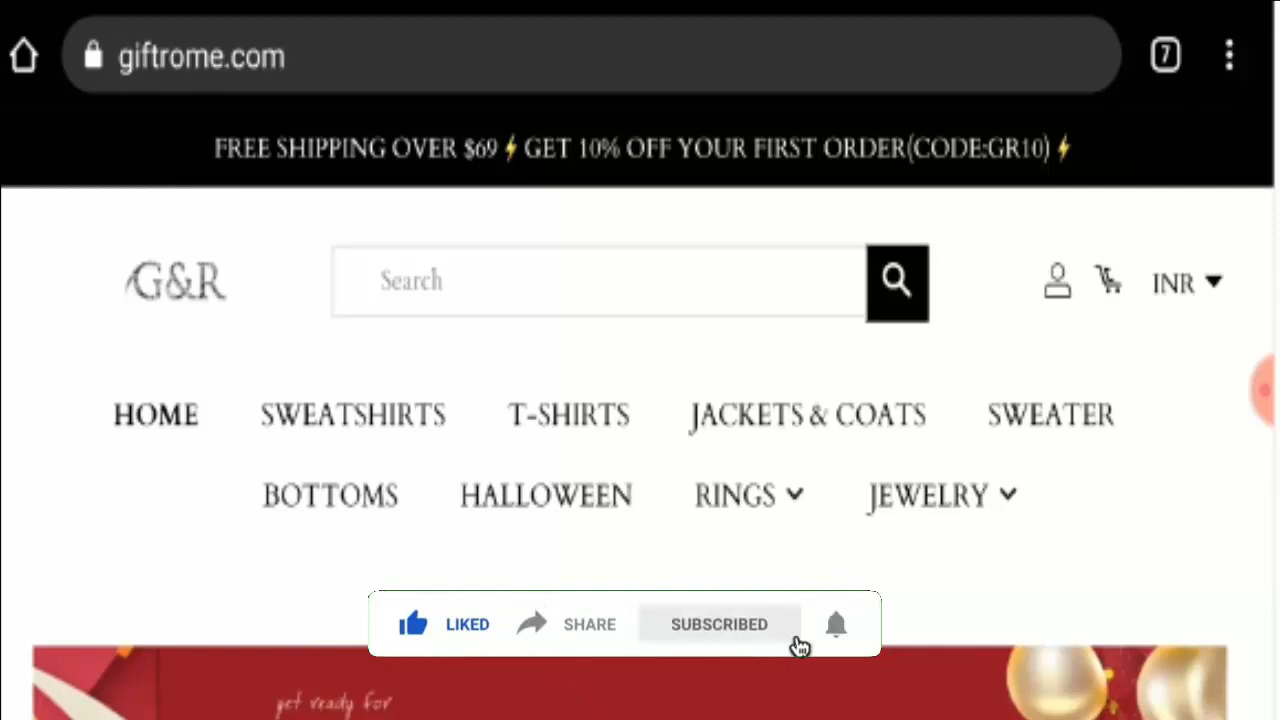 giftrome.com
7
FREE SHIPPING OVER $69⚡GET 10% OFF YOUR FIRST ORDER(CODE:GR10)⚡
G&R
Search
INR
HOME SWEATSHIRTS T-SHIRTS JACKETS & COATS SWEATER
BOTTOMS HALLOWEEN RINGS JEWELRY
LIKED SHARE SUBSCRIBED
get ready for